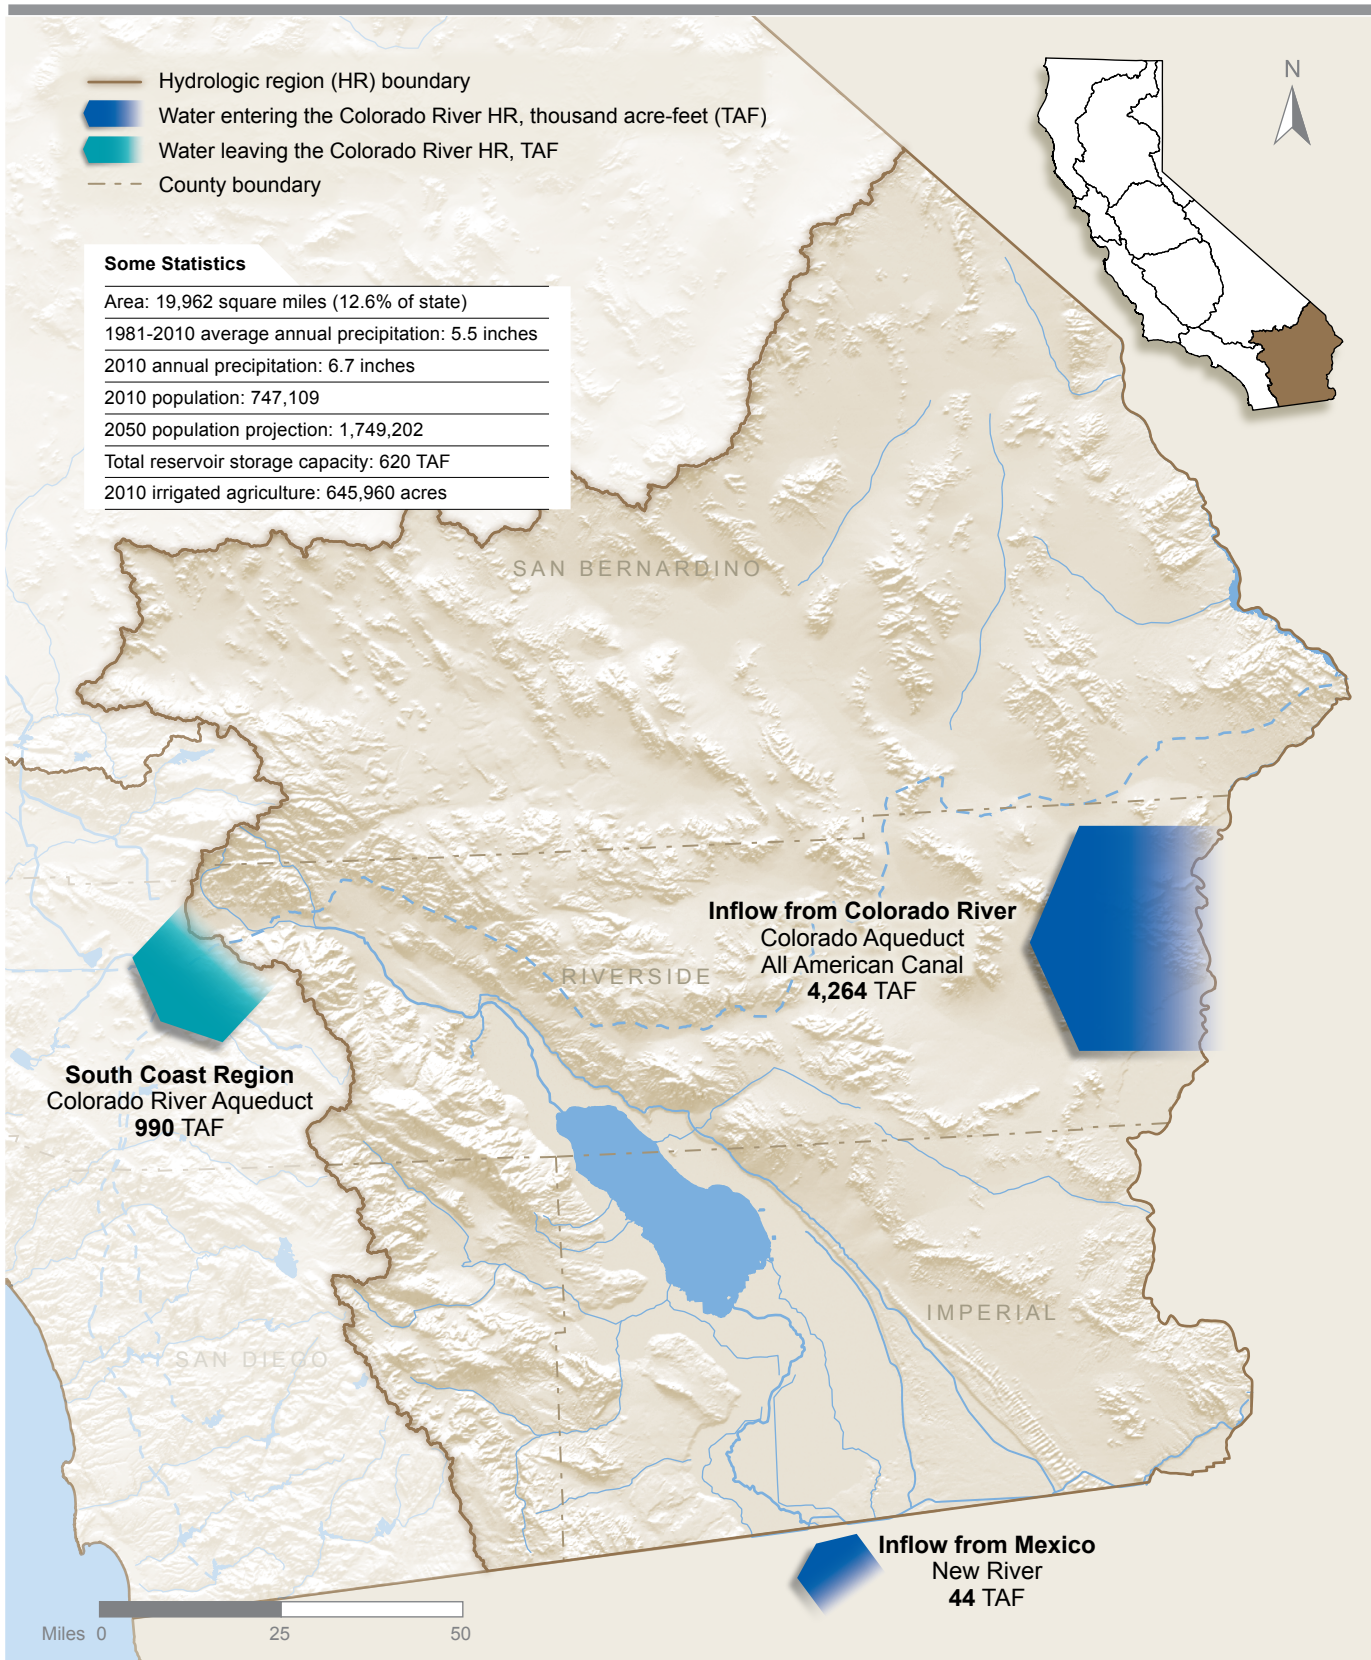 Hydrologic region (HR) boundary
Water entering the Colorado River HR, thousand acre-feet (TAF)
Water leaving the Colorado River HR, TAF
County boundary
N
Some Statistics
Area: 19,962 square miles (12.6% of state)
1981-2010 average annual precipitation: 5.5 inches
2010 annual precipitation: 6.7 inches
2010 population: 747,109
2050 population projection: 1,749,202
Total reservoir storage capacity: 620 TAF
2010 irrigated agriculture: 645,960 acres
SAN BERNARDINO
Inflow from Colorado River
Colorado Aqueduct
All American Canal
4,264 TAF
RIVERSIDE
South Coast Region
Colorado River Aqueduct
990 TAF
IMPERIAL
SAN DIEGO
Inflow from Mexico
New River
44 TAF
Miles 0 25 50